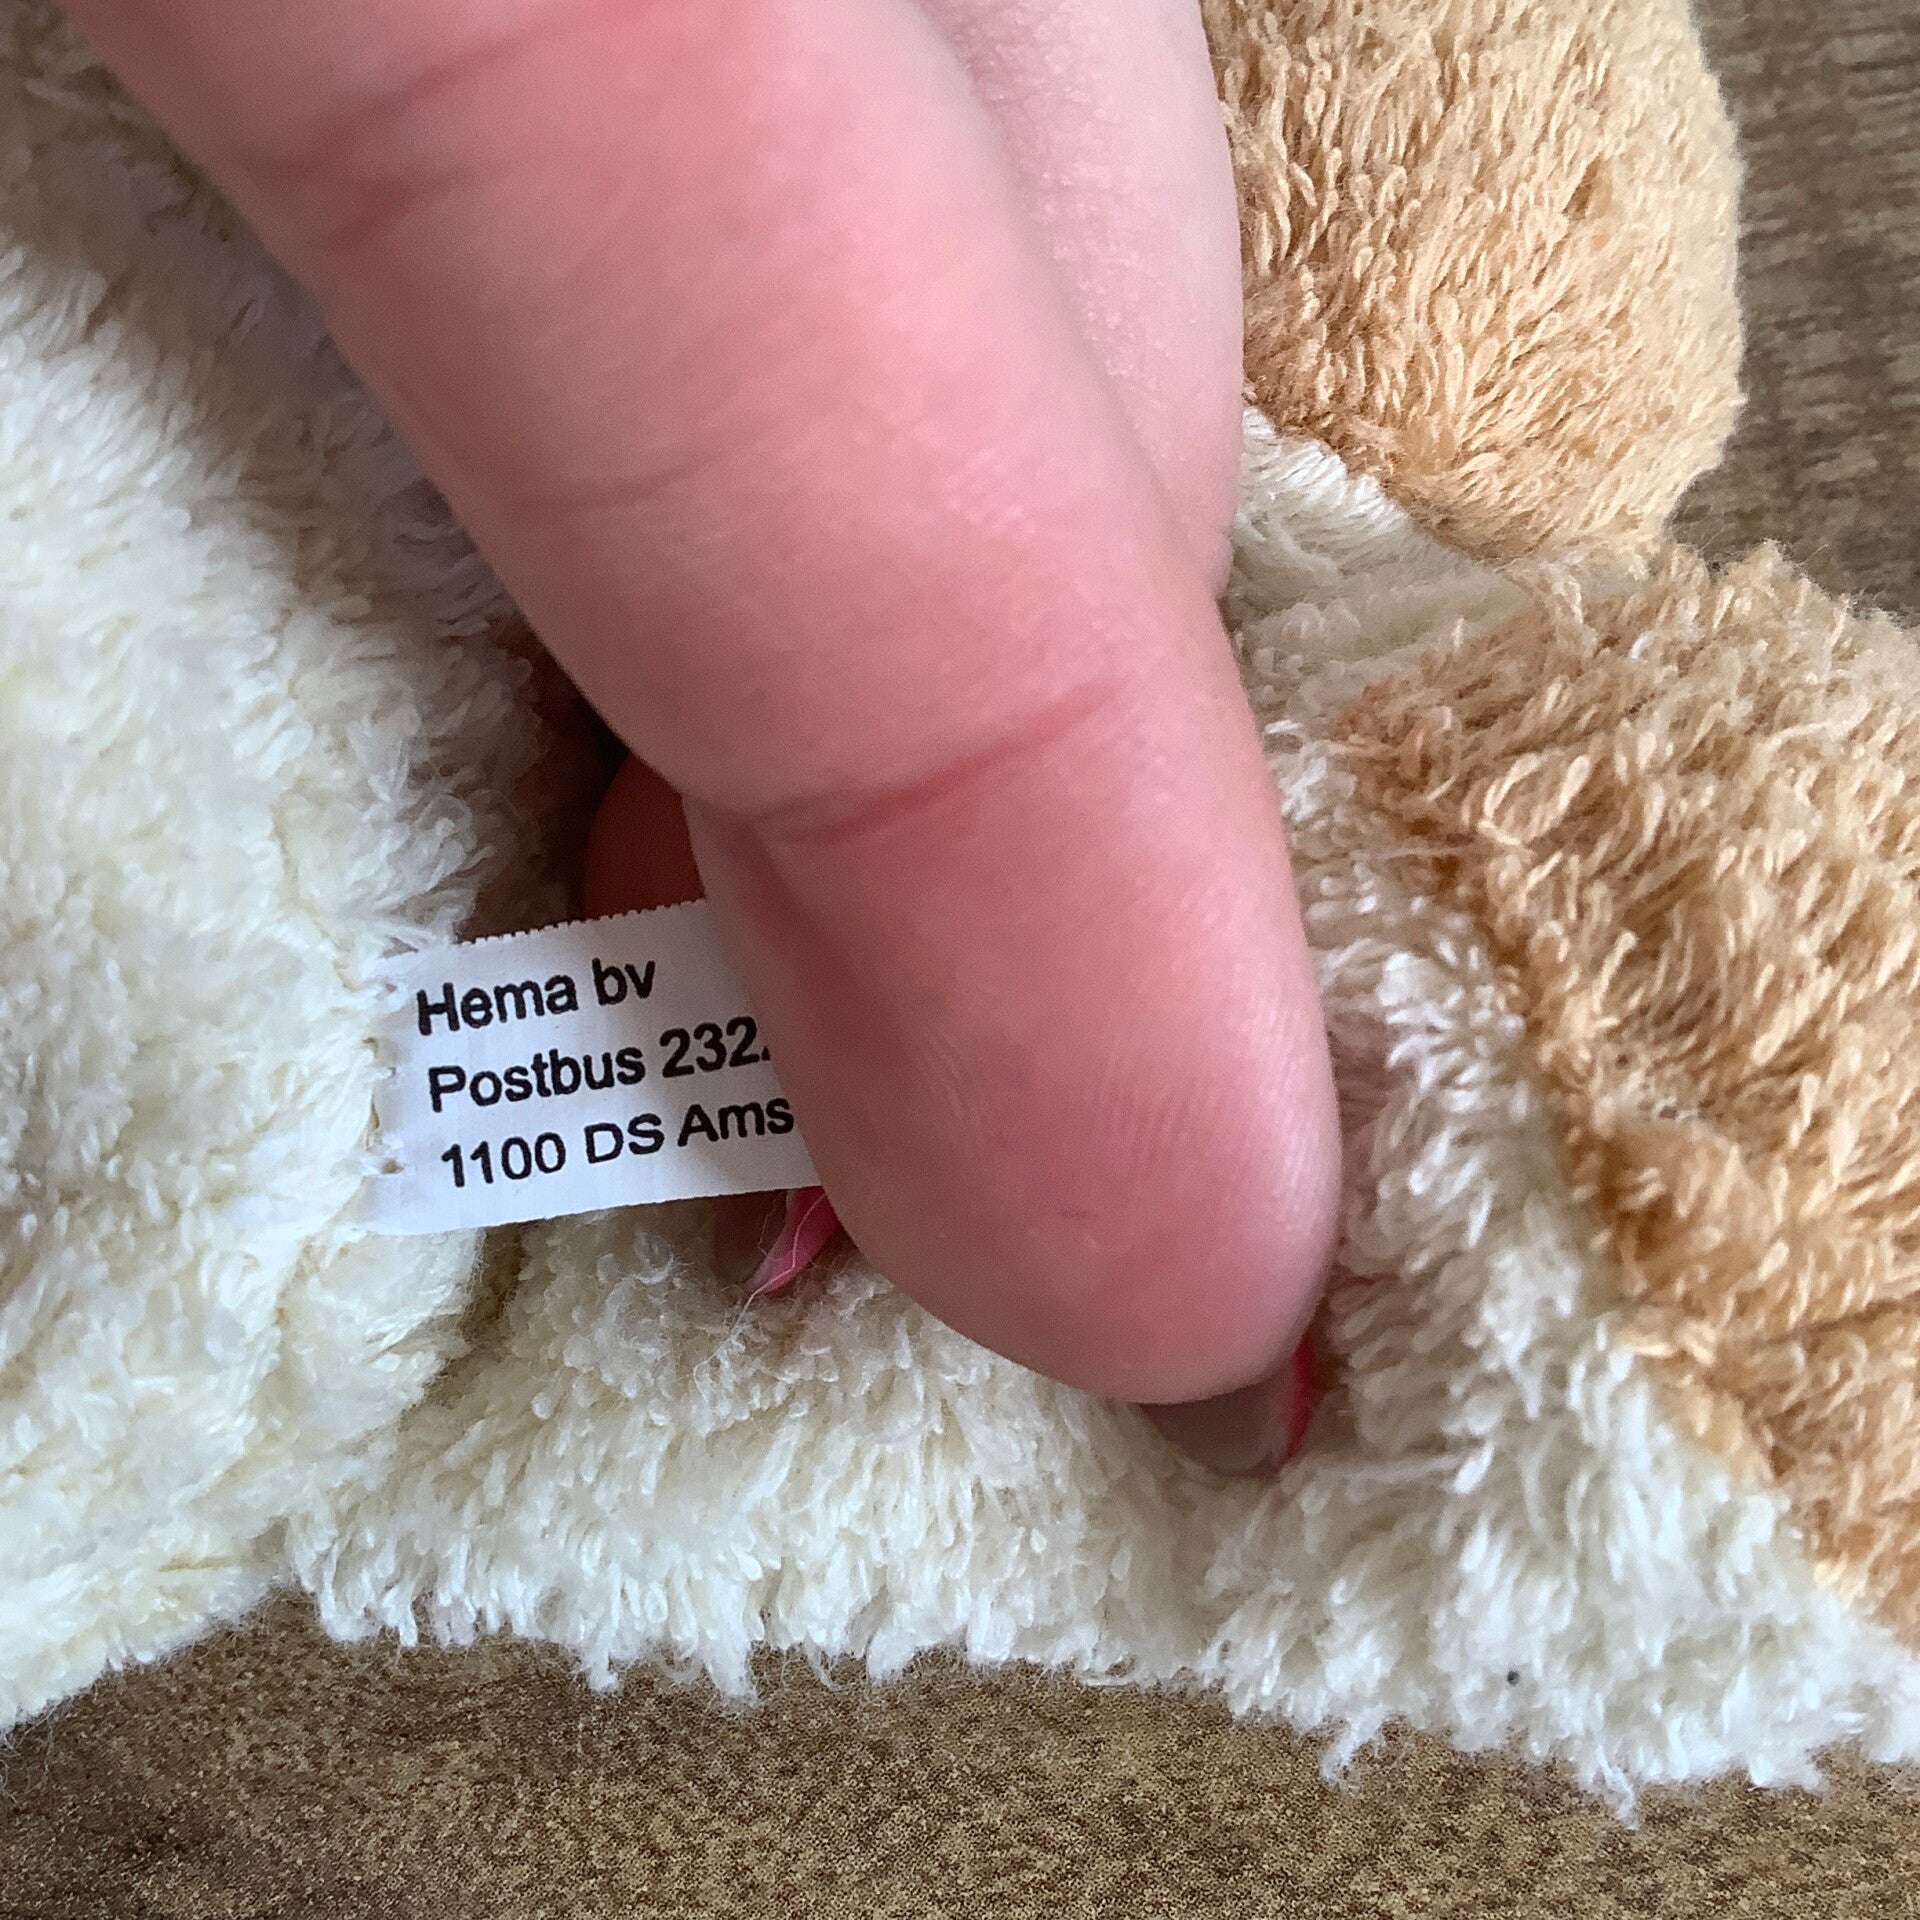 Hema bv
Postbus 232
1100 DS Ams